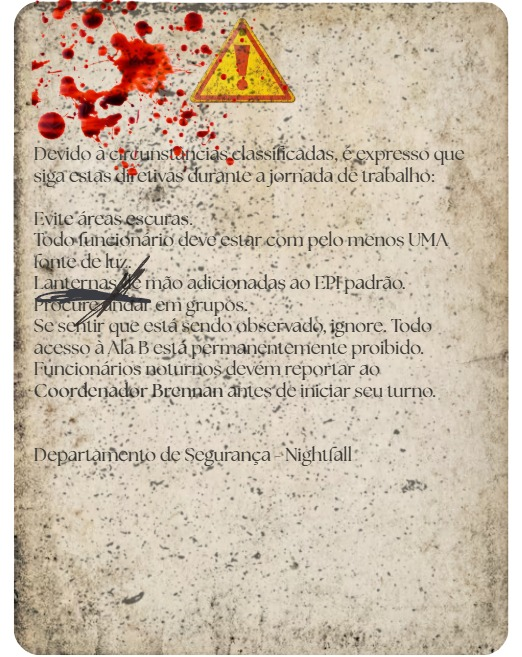 Devido a circunstâncias classificadas, é expresso que
siga estas diretivas durante a jornada de trabalho:
Evite áreas escuras.
Todo funcionário deve estar com pelo menos UMA
fonte de luz.
Lanternas de mão adicionadas ao EPI padrão.
Procure andar em grupos.
Se sentir que está sendo observado, ignore. Todo
acesso à Ala B está permanentemente proibido.
Funcionários noturnos devem reportar ao
Coordenador Brennan antes de iniciar seu turno.
Departamento de Segurança - Nightfall